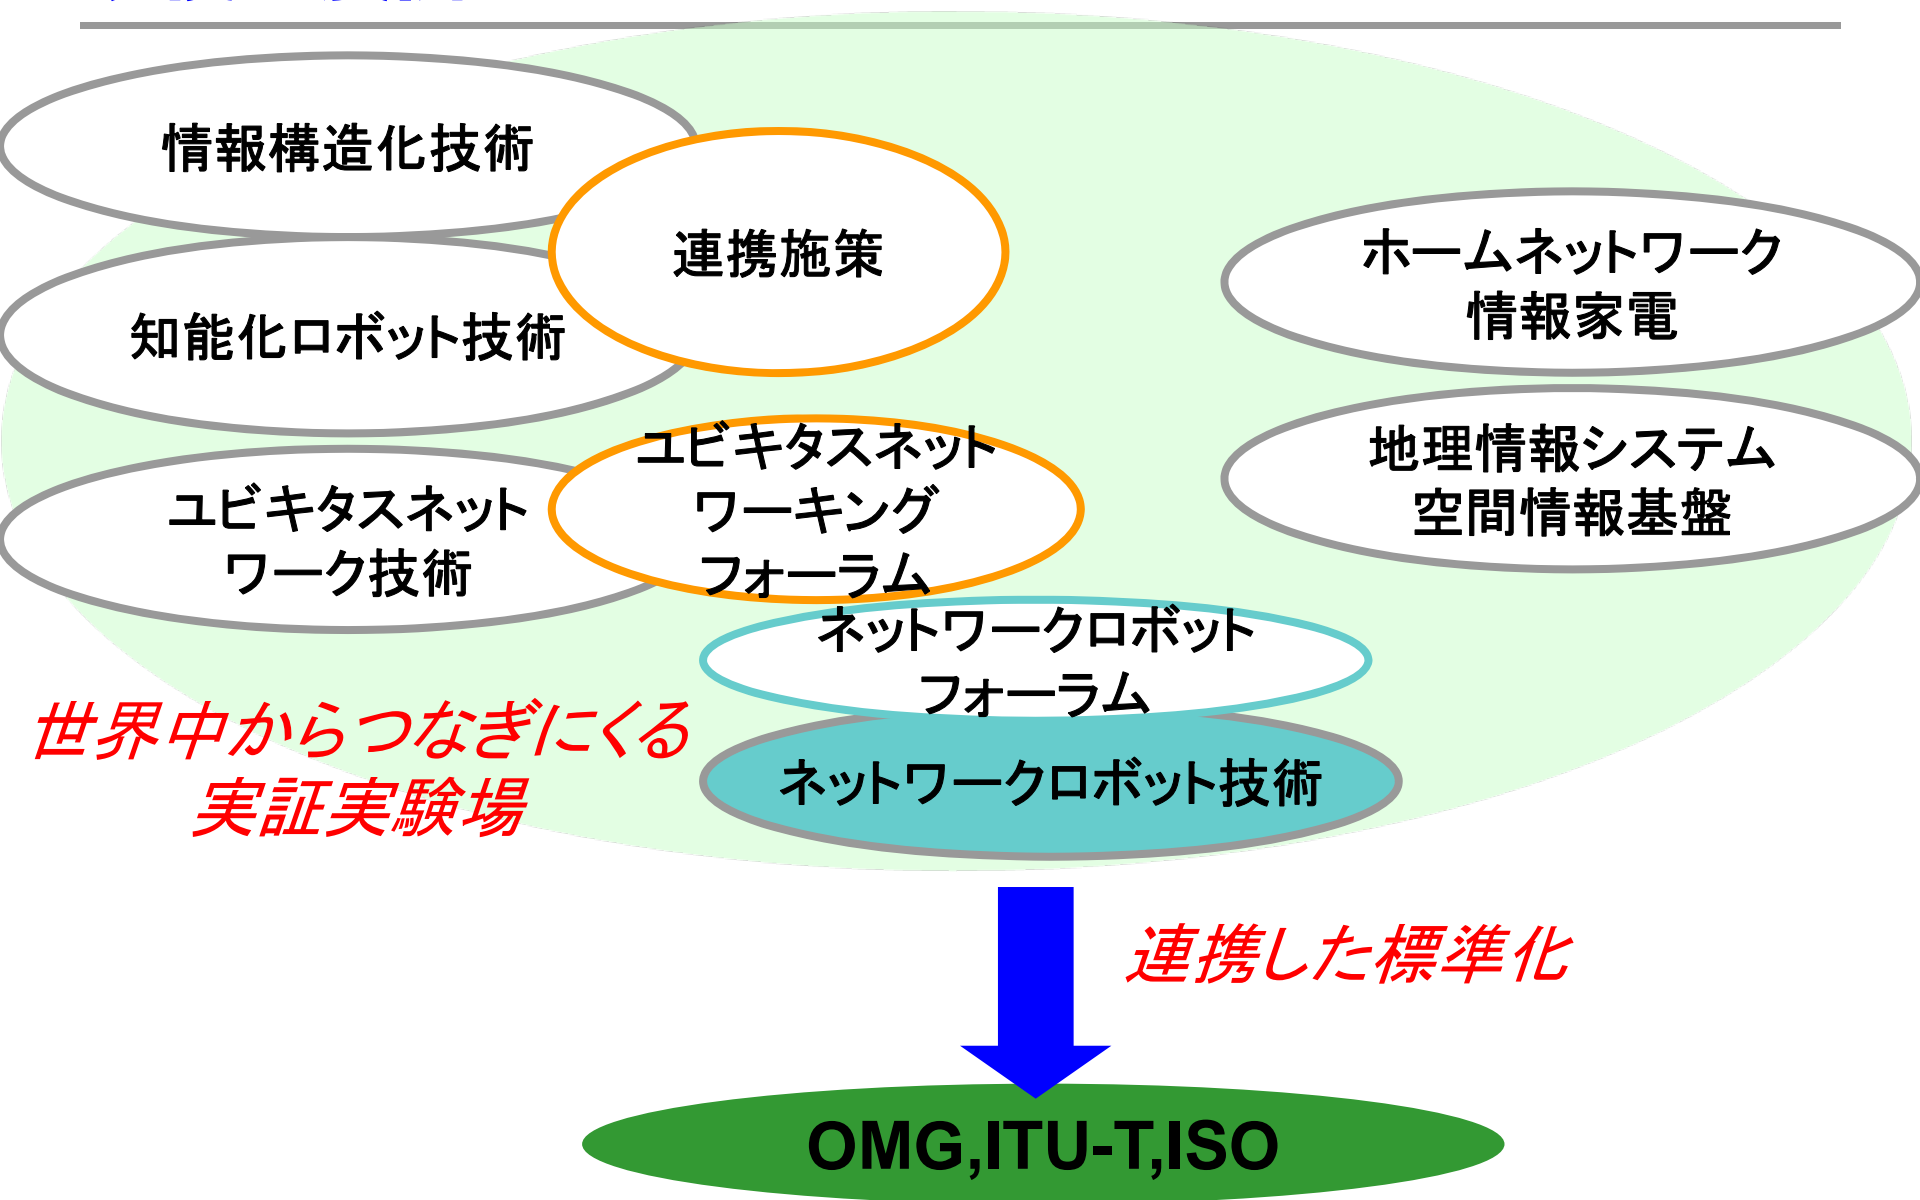 情報構造化技術
連携施策
知能化ロボット技術
ホームネットワーク
情報家電
地理情報システム
空間情報基盤
ユビキタスネット
ワーク技術
ユビキタスネット
ワーキング
フォーラム
ネットワークロボット
フォーラム
ネットワークロボット技術
世界中からつなぎにくる
実証実験場
連携した標準化
OMG,ITU-T,ISO